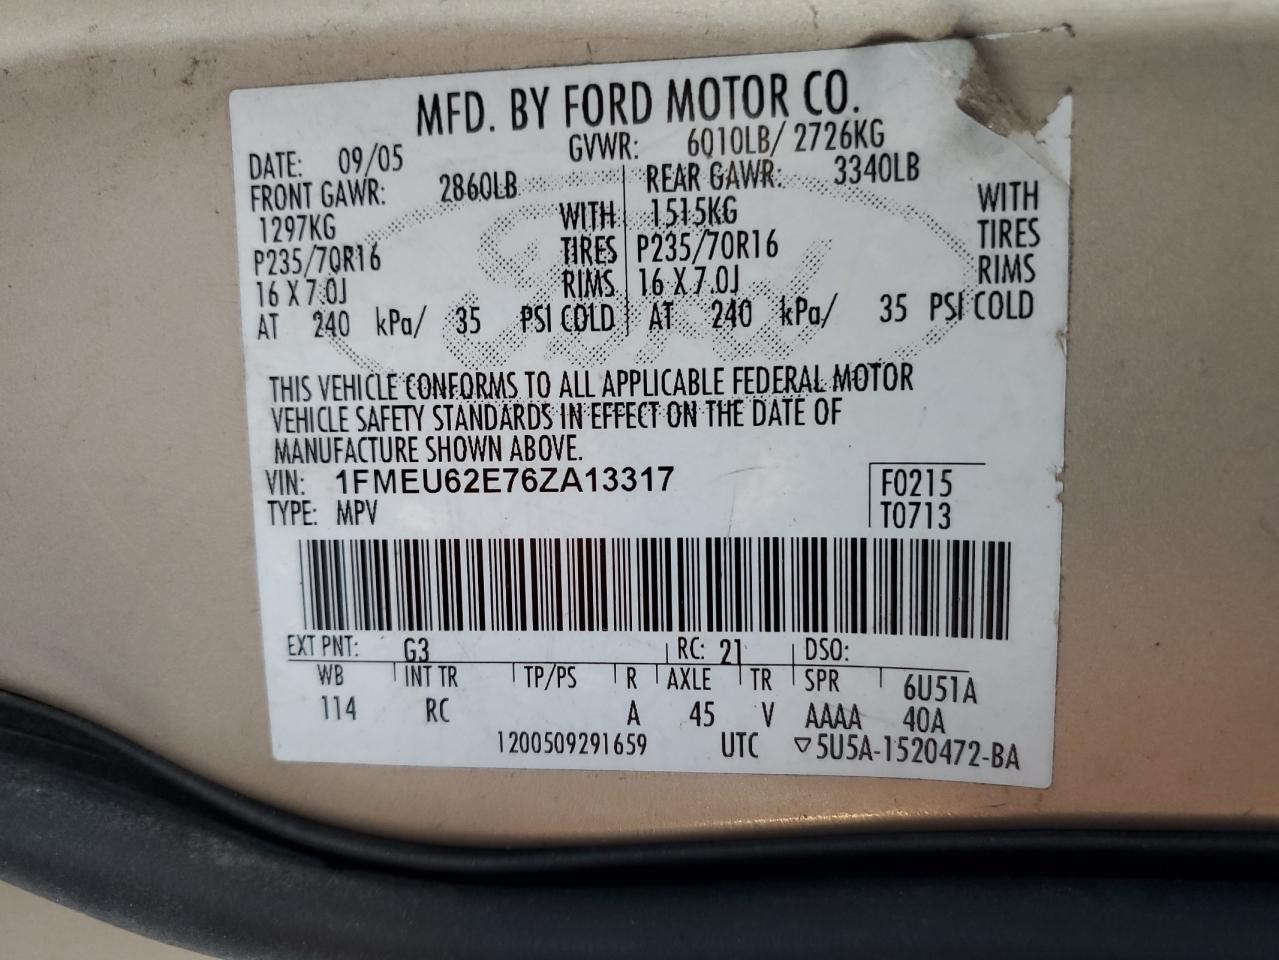 MFD. BY FORD MOTOR CO.
DATE: 09/05 GVWR: 6010LB/ 2726KG
FRONT GAWR: 2860LB REAR GAWR: 3340LB
1297KG WITH 1515KG WITH
P235/70R16 TIRES P235/70R16 TIRES
16 X 7.0J RIMS 16 X 7.0J RIMS
AT 240 kPa/ 35 PSI COLD AT 240 kPa/ 35 PSI COLD
THIS VEHICLE CONFORMS TO ALL APPLICABLE FEDERAL MOTOR
VEHICLE SAFETY STANDARDS IN EFFECT ON THE DATE OF
MANUFACTURE SHOWN ABOVE.
VIN: 1FMEU62E76ZA13317 F0215
TYPE: MPV T0713
EXT PNT: G3 RC: 21 DSO:
WB INT TR TP/PS R AXLE TR SPR 6U51A
114 RC A 45 V AAAA 40A
1200509291659 UTC ▽5U5A-1520472-BA